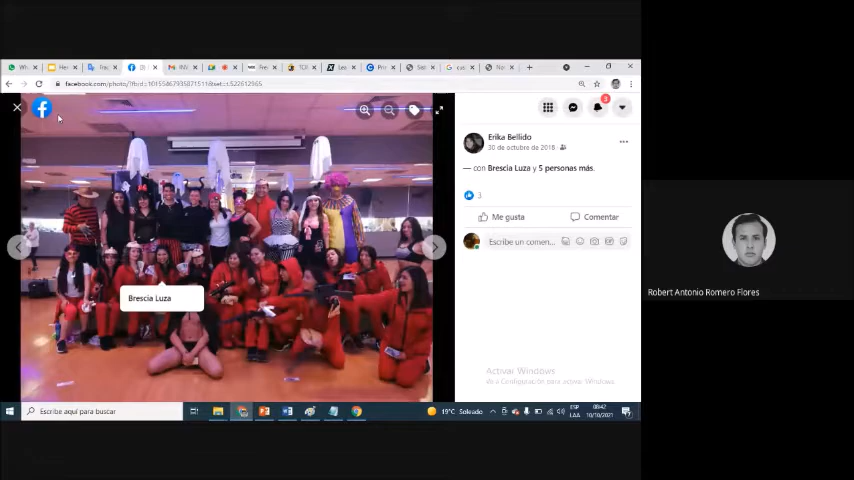 facebook.com/photo/?fbid=10155467935871511&set=t.522612965
3
Erika Bellido
30 de octubre de 2018
— con Brescia Luza y 5 personas más.
3
Me gusta
Comentar
Escribe un comen...
Brescia Luza
Robert Antonio Romero Flores
Activar Windows
Ve a Configuración para activar Windows.
Escribe aquí para buscar
19°C Soleado
ESP
LAA
08:42
10/10/2021